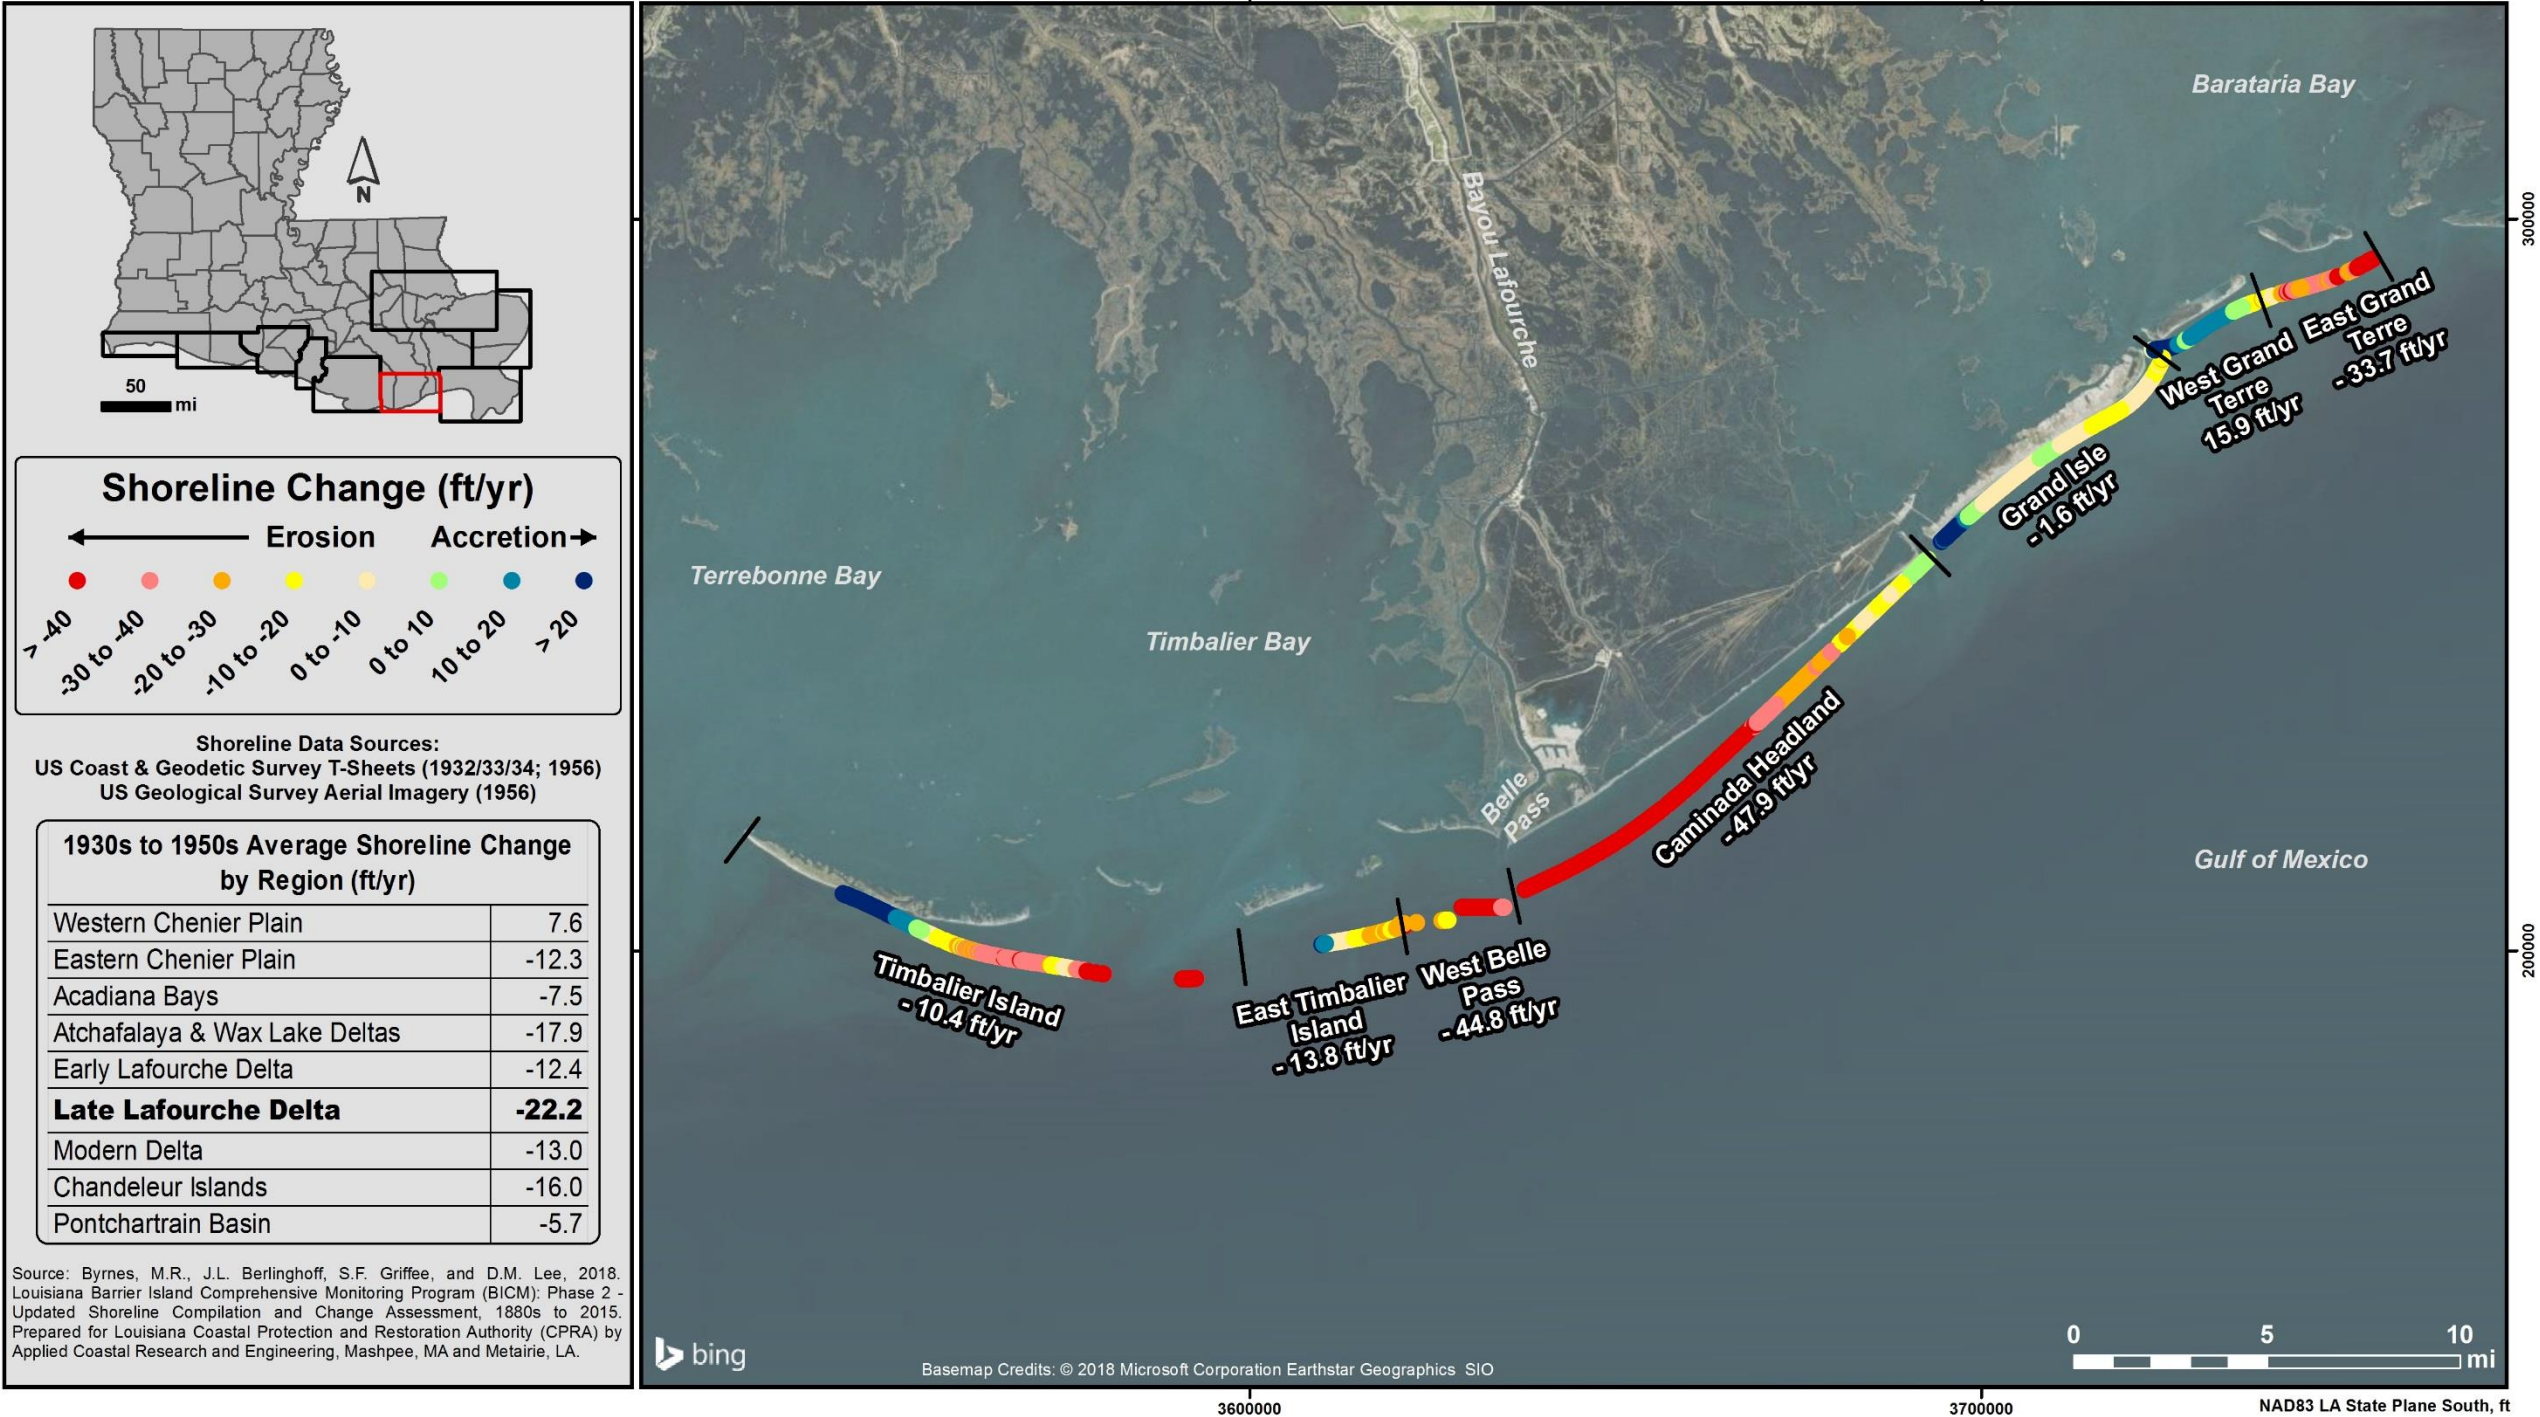 N
50
mi
Shoreline Change (ft/yr)
Erosion Accretion
> -40
-30 to -40
-20 to -30
-10 to -20
0 to -10
0 to 10
10 to 20
> 20
Shoreline Data Sources:
US Coast & Geodetic Survey T-Sheets (1932/33/34; 1956)
US Geological Survey Aerial Imagery (1956)
1930s to 1950s Average Shoreline Change
by Region (ft/yr)
Western Chenier Plain 7.6
Eastern Chenier Plain -12.3
Acadiana Bays -7.5
Atchafalaya & Wax Lake Deltas -17.9
Early Lafourche Delta -12.4
Late Lafourche Delta -22.2
Modern Delta -13.0
Chandeleur Islands -16.0
Pontchartrain Basin -5.7
Source: Byrnes, M.R., J.L. Berlinghoff, S.F. Griffee, and D.M. Lee, 2018.
Louisiana Barrier Island Comprehensive Monitoring Program (BICM): Phase 2 -
Updated Shoreline Compilation and Change Assessment, 1880s to 2015.
Prepared for Louisiana Coastal Protection and Restoration Authority (CPRA) by
Applied Coastal Research and Engineering, Mashpee, MA and Metairie, LA.
Barataria Bay
Bayou Lafourche
Terrebonne Bay
Timbalier Bay
Belle
Pass
Gulf of Mexico
East Grand
Terre
- 33.7 ft/yr
West Grand
Terre
15.9 ft/yr
Grand Isle
- 1.6 ft/yr
Caminada Headland
- 47.9 ft/yr
West Belle
Pass
- 44.8 ft/yr
East Timbalier
Island
- 13.8 ft/yr
Timbalier Island
- 10.4 ft/yr
300000
200000
0 5 10
mi
bing
Basemap Credits: © 2018 Microsoft Corporation Earthstar Geographics SIO
3600000
3700000
NAD83 LA State Plane South, ft